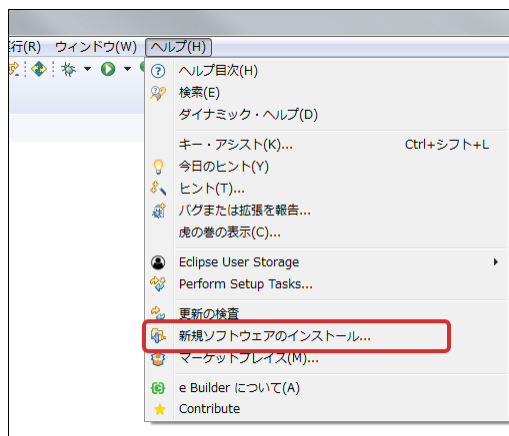 実行(R) ウィンドウ(W) ヘルプ(H)
ヘルプ目次(H)
検索(E)
ダイナミック・ヘルプ(D)
キー・アシスト(K)... Ctrl+シフト+L
今日のヒント(Y)
ヒント(T)...
バグまたは拡張を報告...
虎の巻の表示(C)...
Eclipse User Storage
Perform Setup Tasks...
更新の検査
新規ソフトウェアのインストール...
マーケットプレイス(M)...
e Builder について(A)
Contribute